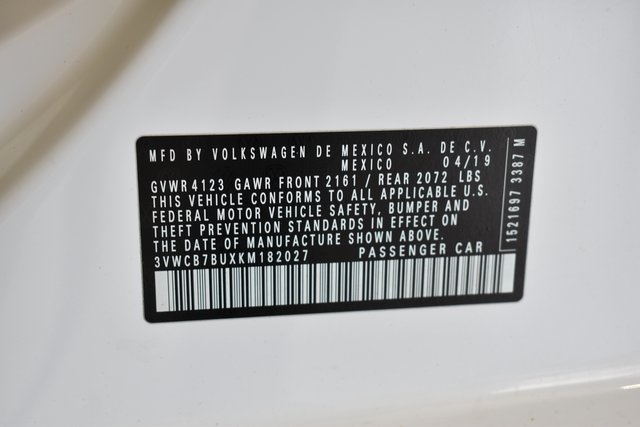 MFD BY VOLKSWAGEN DE MEXICO S.A. DE C.V.
MEXICO 04/19
GVWR 4123 GAWR FRONT 2161 / REAR 2072 LBS
THIS VEHICLE CONFORMS TO ALL APPLICABLE U.S.
FEDERAL MOTOR VEHICLE SAFETY, BUMPER AND
THEFT PREVENTION STANDARDS IN EFFECT ON
THE DATE OF MANUFACTURE SHOWN ABOVE.
3VWCB7BUXKM182027 PASSENGER CAR
1521697 3387 M